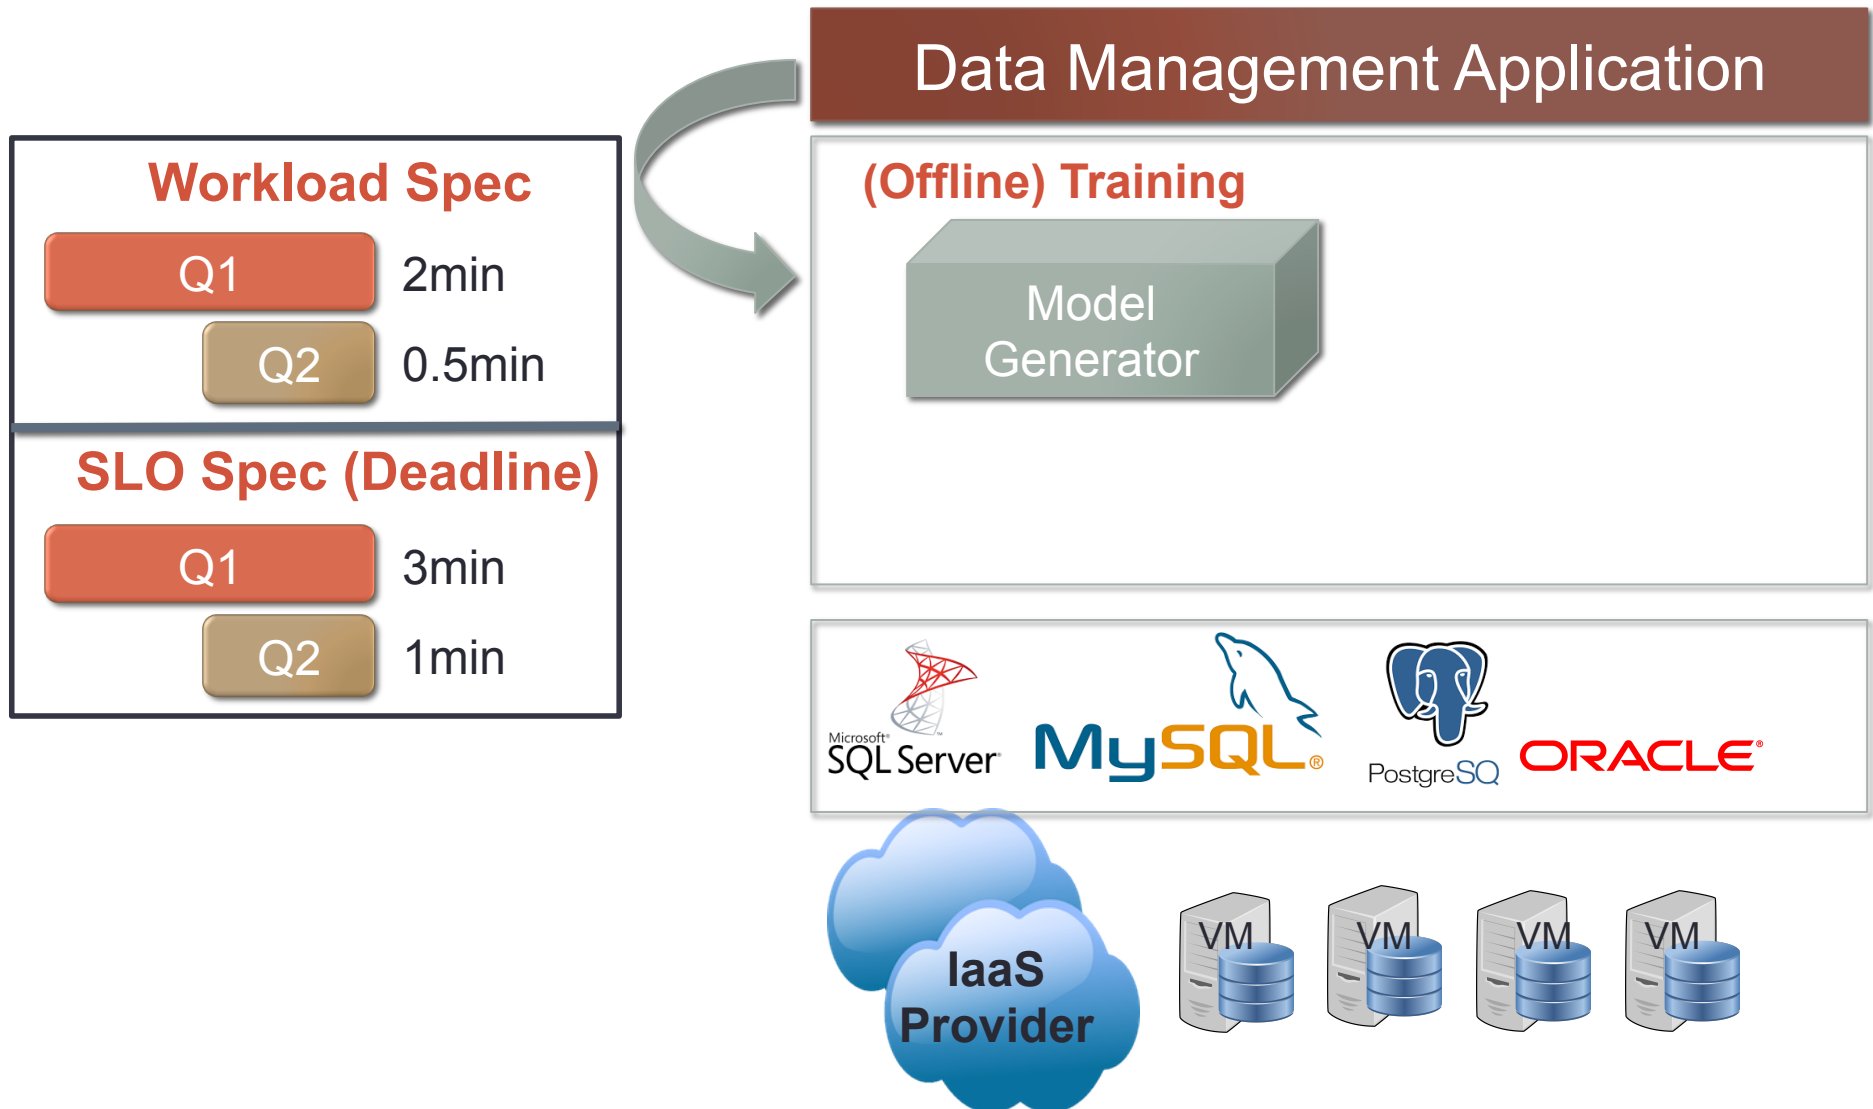 Data Management Application
Workload Spec
Q1 2min
Q2 0.5min
SLO Spec (Deadline)
Q1 3min
Q2 1min
(Offline) Training
Model
Generator
Microsoft®
SQL Server®
MySQL®
PostgreSQ
ORACLE®
IaaS
Provider
VM VM VM VM